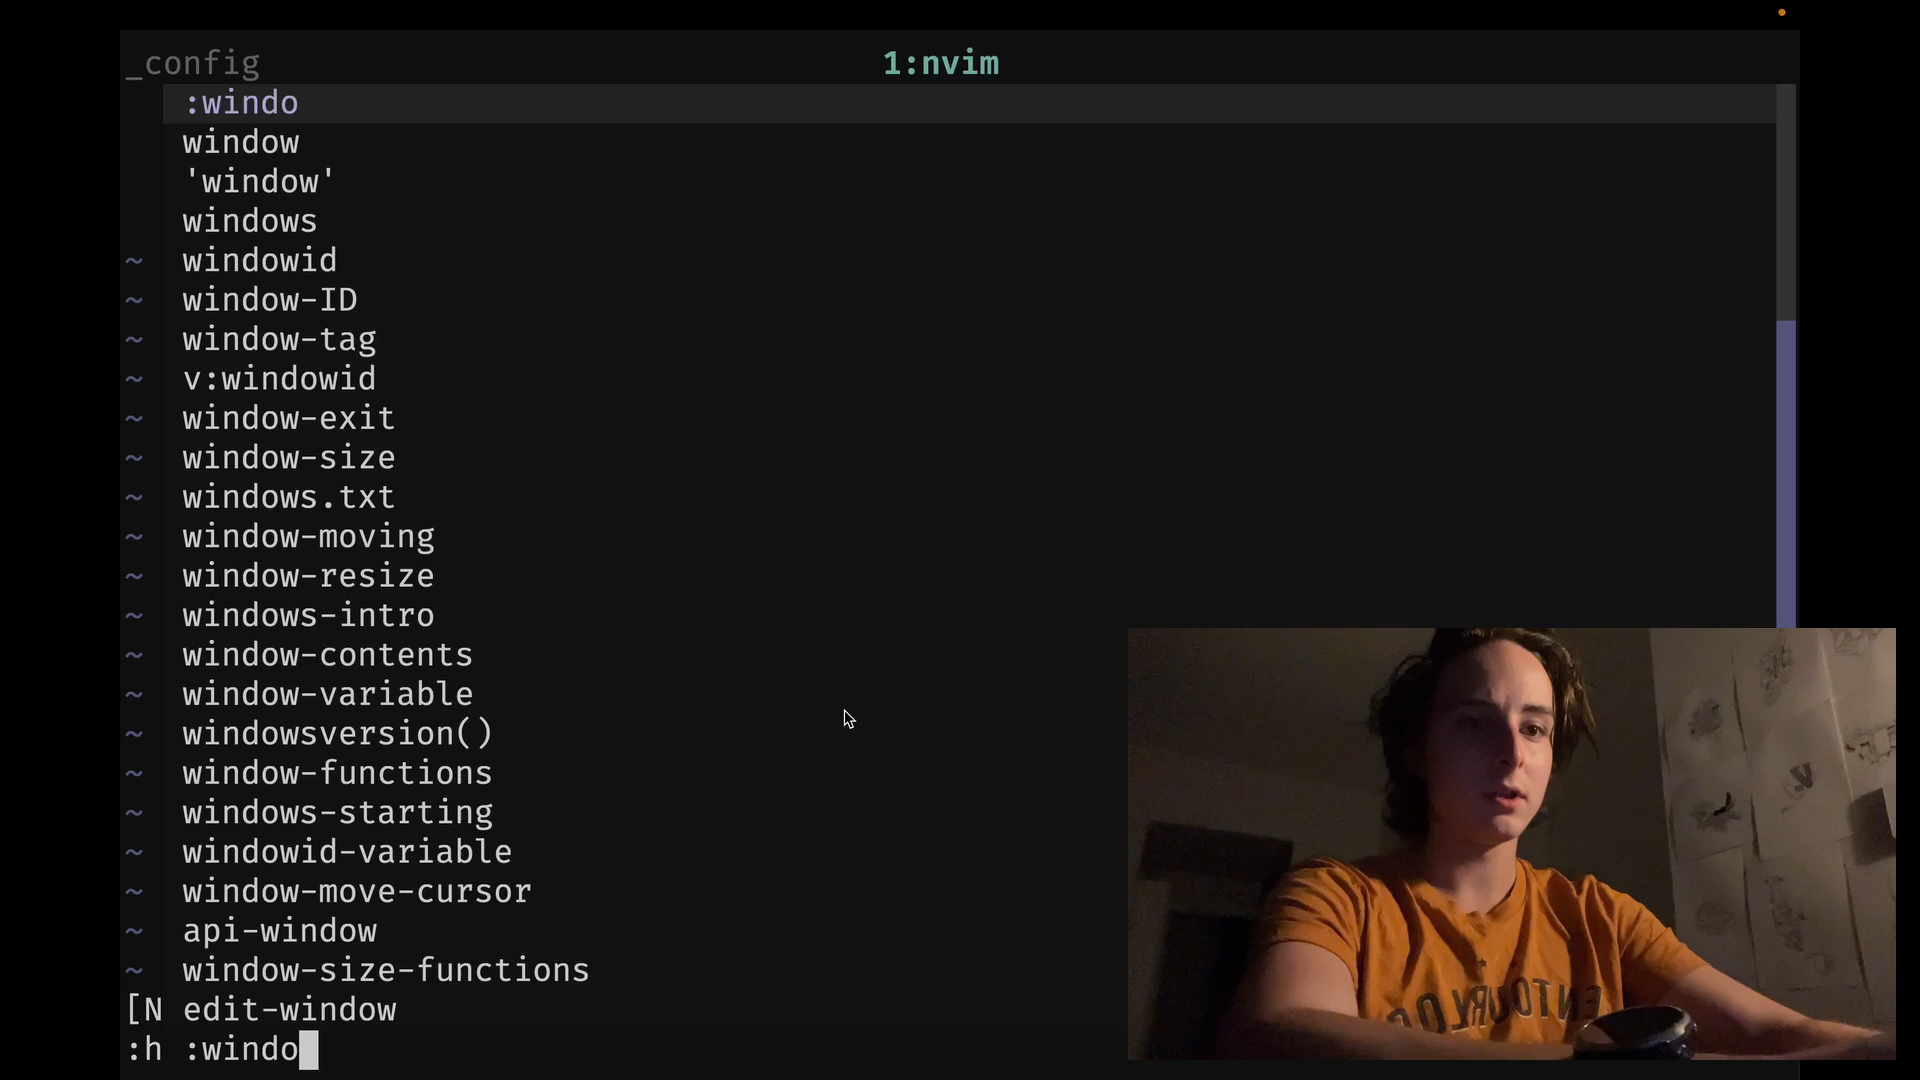 _config 1:nvim
:windo
window
'window'
windows
~ windowid
~ window-ID
~ window-tag
~ v:windowid
~ window-exit
~ window-size
~ windows.txt
~ window-moving
~ window-resize
~ windows-intro
~ window-contents
~ window-variable
~ windowsversion()
~ window-functions
~ windows-starting
~ windowid-variable
~ window-move-cursor
~ api-window
~ window-size-functions
[N edit-window
:h :windo